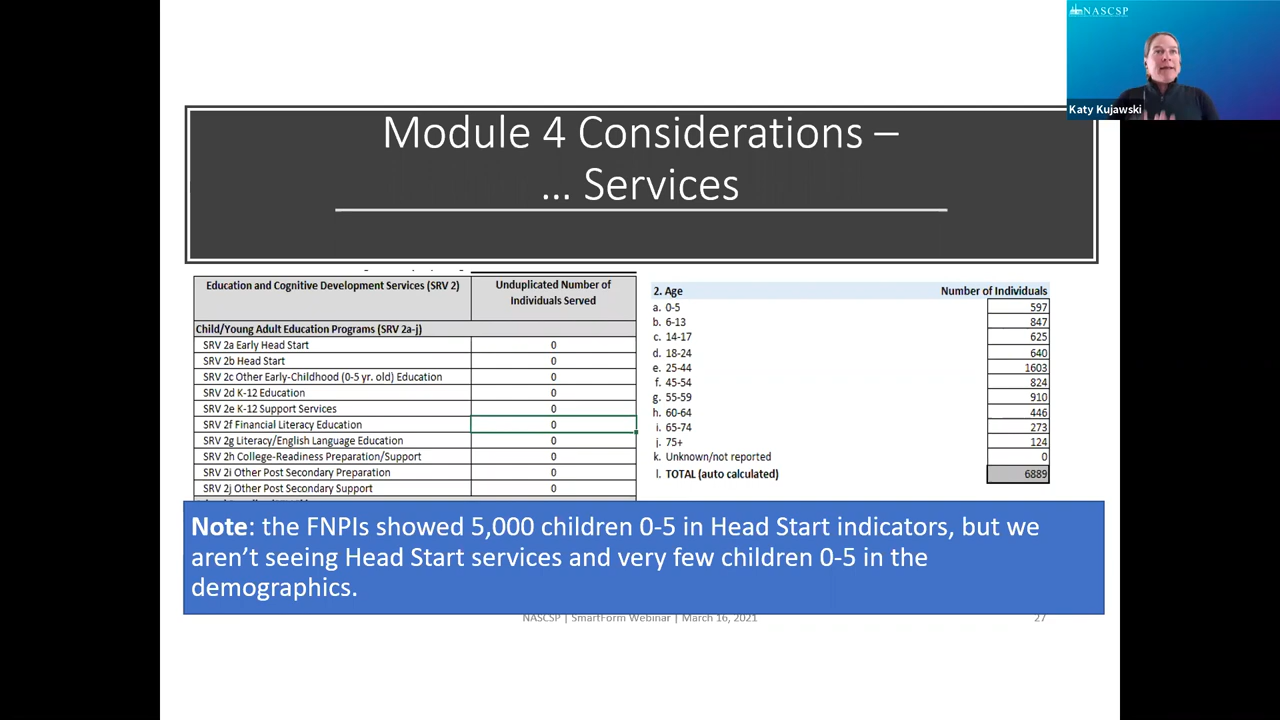 NASCSP
Katy Kujawski
Module 4 Considerations –
... Services
Education and Cognitive Development Services (SRV 2)
Unduplicated Number of
Individuals Served
Child/Young Adult Education Programs (SRV 2a-j)
SRV 2a Early Head Start 0
SRV 2b Head Start 0
SRV 2c Other Early-Childhood (0-5 yr. old) Education 0
SRV 2d K-12 Education 0
SRV 2e K-12 Support Services 0
SRV 2f Financial Literacy Education 0
SRV 2g Literacy/English Language Education 0
SRV 2h College-Readiness Preparation/Support 0
SRV 2i Other Post Secondary Preparation 0
SRV 2j Other Post Secondary Support 0
2. Age Number of Individuals
a. 0-5 597
b. 6-13 847
c. 14-17 625
d. 18-24 640
e. 25-44 1603
f. 45-54 824
g. 55-59 910
h. 60-64 446
i. 65-74 273
j. 75+ 124
k. Unknown/not reported 0
l. TOTAL (auto calculated) 6889
Note: the FNPIs showed 5,000 children 0-5 in Head Start indicators, but we
aren't seeing Head Start services and very few children 0-5 in the
demographics.
NASCSP | SmartForm Webinar | March 16, 2021
27